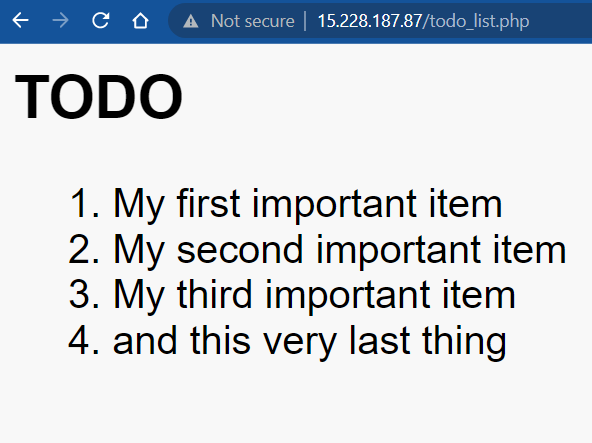 Not secure | 15.228.187.87/todo_list.php
TODO
1. My first important item
2. My second important item
3. My third important item
4. and this very last thing